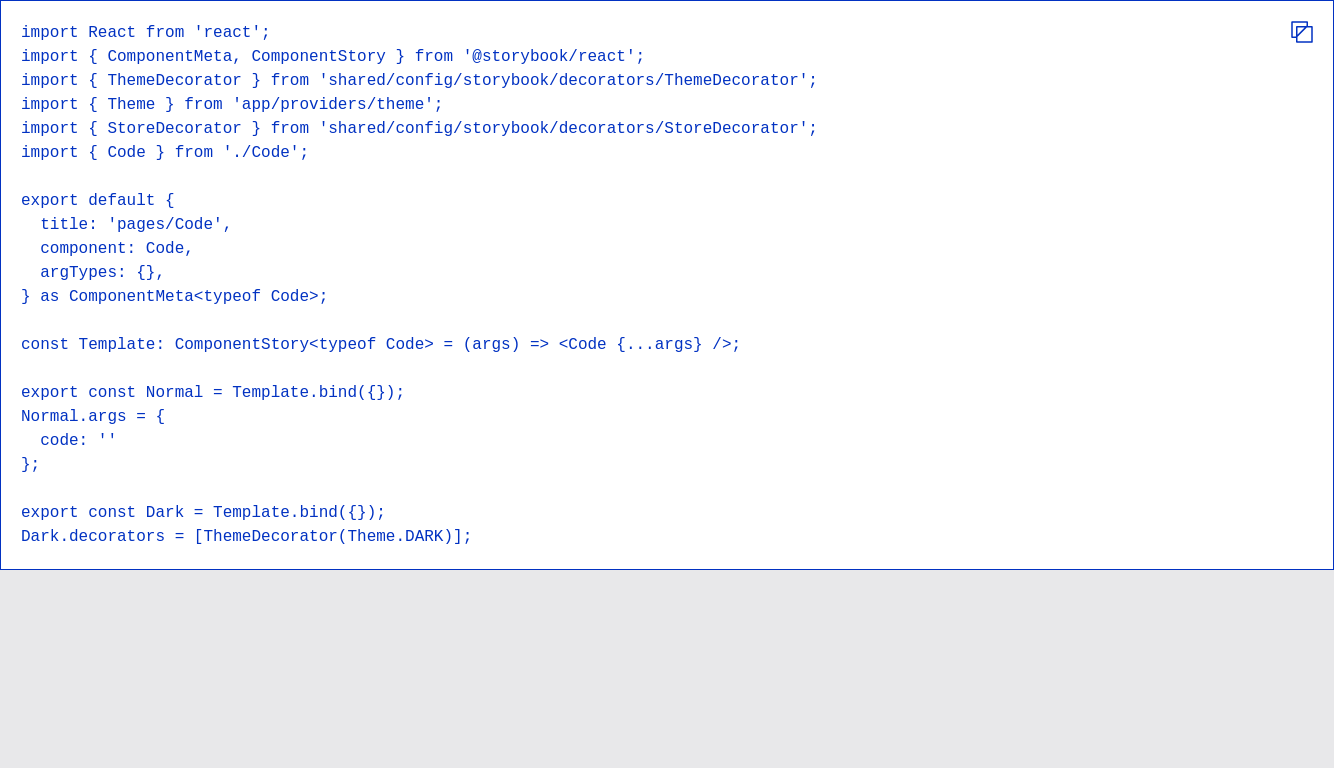 import React from 'react';
import { ComponentMeta, ComponentStory } from '@storybook/react';
import { ThemeDecorator } from 'shared/config/storybook/decorators/ThemeDecorator';
import { Theme } from 'app/providers/theme';
import { StoreDecorator } from 'shared/config/storybook/decorators/StoreDecorator';
import { Code } from './Code';

export default {
  title: 'pages/Code',
  component: Code,
  argTypes: {},
} as ComponentMeta<typeof Code>;

const Template: ComponentStory<typeof Code> = (args) => <Code {...args} />;

export const Normal = Template.bind({});
Normal.args = {
  code: ''
};

export const Dark = Template.bind({});
Dark.decorators = [ThemeDecorator(Theme.DARK)];